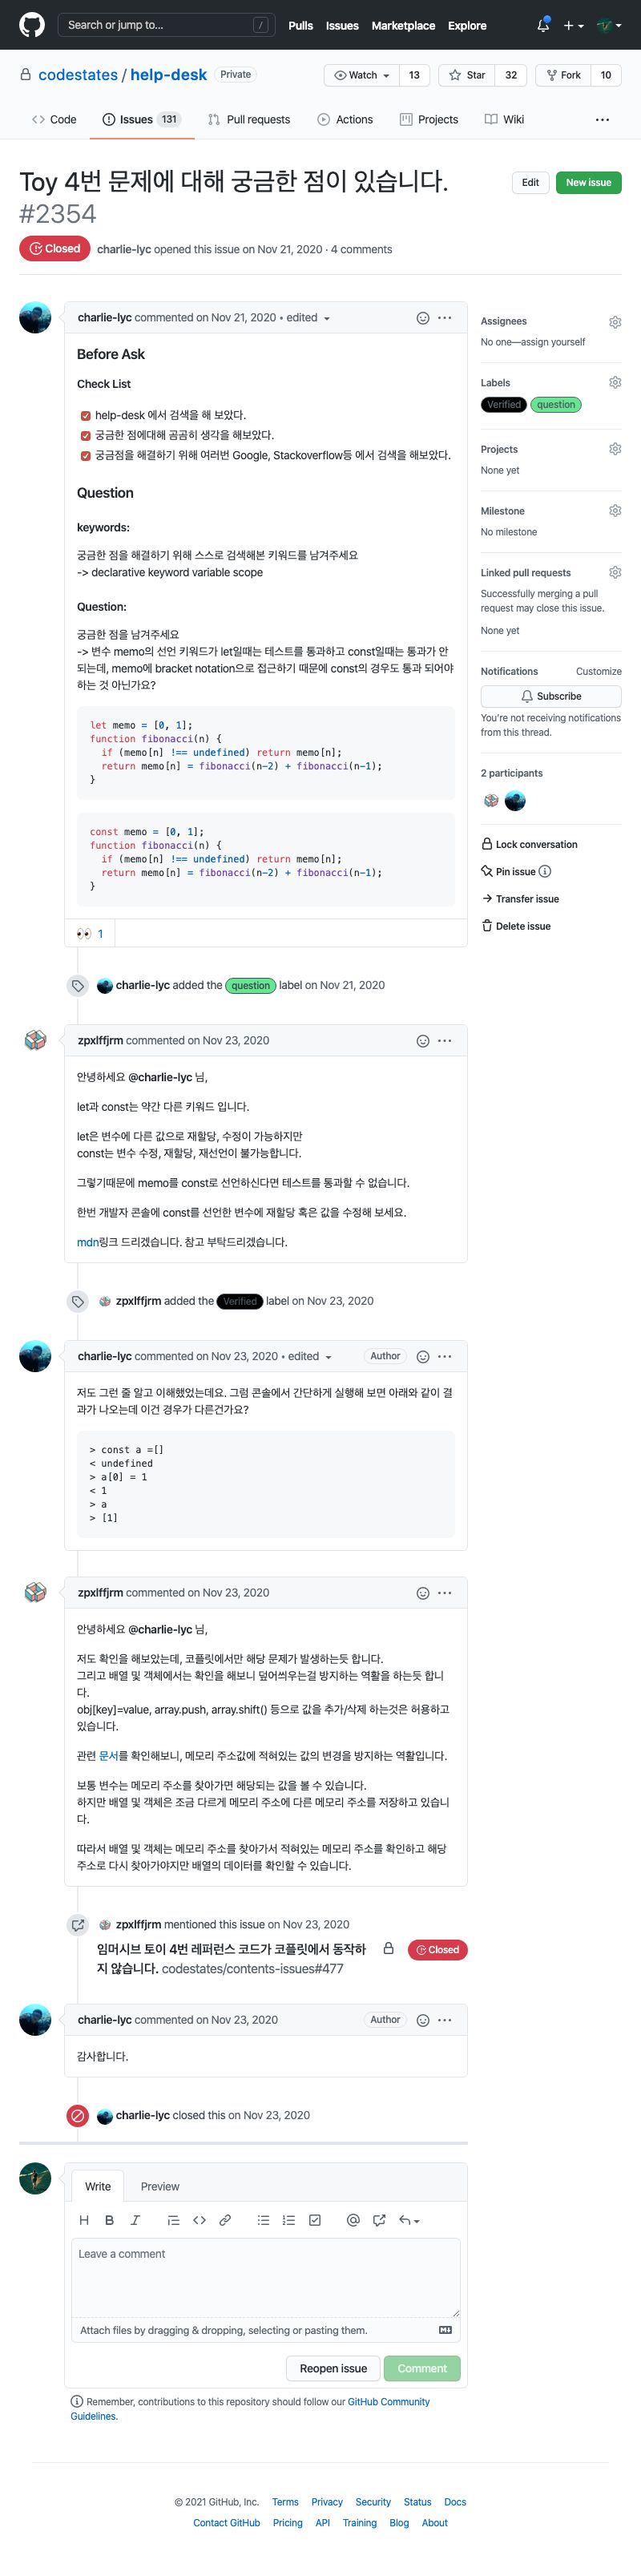 Search or jump to... /
Pulls Issues Marketplace Explore
codestates / help-desk Private
Watch 13 Star 32 Fork 10
Code Issues 131 Pull requests Actions Projects Wiki
Toy 4번 문제에 대해 궁금한 점이 있습니다.
#2354
Edit New issue
Closed charlie-lyc opened this issue on Nov 21, 2020 · 4 comments
charlie-lyc commented on Nov 21, 2020 • edited
Before Ask
Check List
help-desk 에서 검색을 해 보았다.
궁금한 점에대해 곰곰히 생각을 해보았다.
궁금점을 해결하기 위해 여러번 Google, Stackoverflow등 에서 검색을 해보았다.
Question
keywords:
궁금한 점을 해결하기 위해 스스로 검색해본 키워드를 남겨주세요
-> declarative keyword variable scope
Question:
궁금한 점을 남겨주세요
-> 변수 memo의 선언 키워드가 let일때는 테스트를 통과하고 const일때는 통과가 안
되는데, memo에 bracket notation으로 접근하기 때문에 const의 경우도 통과 되어야
하는 것 아닌가요?
let memo = [0, 1];
function fibonacci(n) {
if (memo[n] !== undefined) return memo[n];
return memo[n] = fibonacci(n-2) + fibonacci(n-1);
}
const memo = [0, 1];
function fibonacci(n) {
if (memo[n] !== undefined) return memo[n];
return memo[n] = fibonacci(n-2) + fibonacci(n-1);
}
👀 1
Assignees
No one—assign yourself
Labels
Verified question
Projects
None yet
Milestone
No milestone
Linked pull requests
Successfully merging a pull
request may close this issue.
None yet
Notifications Customize
Subscribe
You're not receiving notifications
from this thread.
2 participants
Lock conversation
Pin issue
Transfer issue
Delete issue
charlie-lyc added the question label on Nov 21, 2020
zpxlffjrm commented on Nov 23, 2020
안녕하세요 @charlie-lyc 님,
let과 const는 약간 다른 키워드 입니다.
let은 변수에 다른 값으로 재할당, 수정이 가능하지만
const는 변수 수정, 재할당, 재선언이 불가능합니다.
그렇기때문에 memo를 const로 선언하신다면 테스트를 통과할 수 없습니다.
한번 개발자 콘솔에 const를 선언한 변수에 재할당 혹은 값을 수정해 보세요.
mdn링크 드리겠습니다. 참고 부탁드리겠습니다.
zpxlffjrm added the Verified label on Nov 23, 2020
charlie-lyc commented on Nov 23, 2020 • edited Author
저도 그런 줄 알고 이해했었는데요. 그럼 콘솔에서 간단하게 실행해 보면 아래와 같이 결
과가 나오는데 이건 경우가 다른건가요?
> const a =[]
< undefined
> a[0] = 1
< 1
> a
> [1]
zpxlffjrm commented on Nov 23, 2020
안녕하세요 @charlie-lyc 님,
저도 확인을 해보았는데, 코플릿에서만 해당 문제가 발생하는듯 합니다.
그리고 배열 및 객체에서는 확인을 해보니 덮어씌우는걸 방지하는 역활을 하는듯 합니
다.
obj[key]=value, array.push, array.shift() 등으로 값을 추가/삭제 하는것은 허용하고
있습니다.
관련 문서를 확인해보니, 메모리 주소값에 적혀있는 값의 변경을 방지하는 역활입니다.
보통 변수는 메모리 주소를 찾아가면 해당되는 값을 볼 수 있습니다.
하지만 배열 및 객체은 조금 다르게 메모리 주소에 다른 메모리 주소를 저장하고 있습니
다.
따라서 배열 및 객체는 메모리 주소를 찾아가서 적혀있는 메모리 주소를 확인하고 해당
주소로 다시 찾아가야지만 배열의 데이터를 확인할 수 있습니다.
zpxlffjrm mentioned this issue on Nov 23, 2020
임머시브 토이 4번 레퍼런스 코드가 코플릿에서 동작하
지 않습니다. codestates/contents-issues#477
Closed
charlie-lyc commented on Nov 23, 2020 Author
감사합니다.
charlie-lyc closed this on Nov 23, 2020
Write Preview
Leave a comment
Attach files by dragging & dropping, selecting or pasting them.
Reopen issue Comment
Remember, contributions to this repository should follow our GitHub Community
Guidelines.
© 2021 GitHub, Inc. Terms Privacy Security Status Docs
Contact GitHub Pricing API Training Blog About